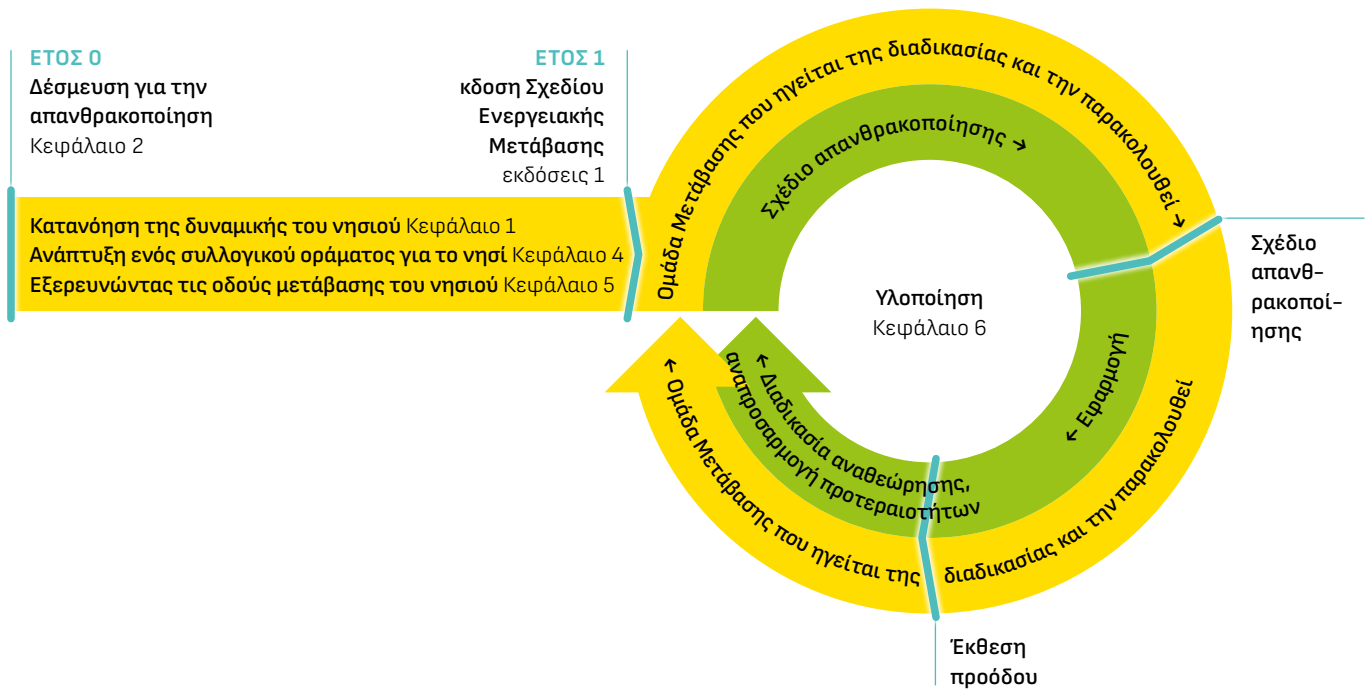 ΕΤΟΣ 0
Δέσμευση για την
απανθρακοποίηση
Κεφάλαιο 2
ΕΤΟΣ 1
κδοση Σχεδίου
Ενεργειακής
Μετάβασης
εκδόσεις 1
Κατανόηση της δυναμικής του νησιού Κεφάλαιο 1
Ανάπτυξη ενός συλλογικού οράματος για το νησί Κεφάλαιο 4
Εξερευνώντας τις οδούς μετάβασης του νησιού Κεφάλαιο 5
Ομάδα Μετάβασης που ηγείται της διαδικασίας και την παρακολουθεί →
Σχέδιο απανθρακοποίησης →
Σχέδιο
απανθ–
ρακοποί–
ησης
Υλοποίηση
Κεφάλαιο 6
← Εφαρμογή
← Διαδικασία αναθεώρησης,
αναπροσαρμογή προτεραιοτήτων
← Ομάδα Μετάβασης που ηγείται της διαδικασίας και την παρακολουθεί
Έκθεση
προόδου